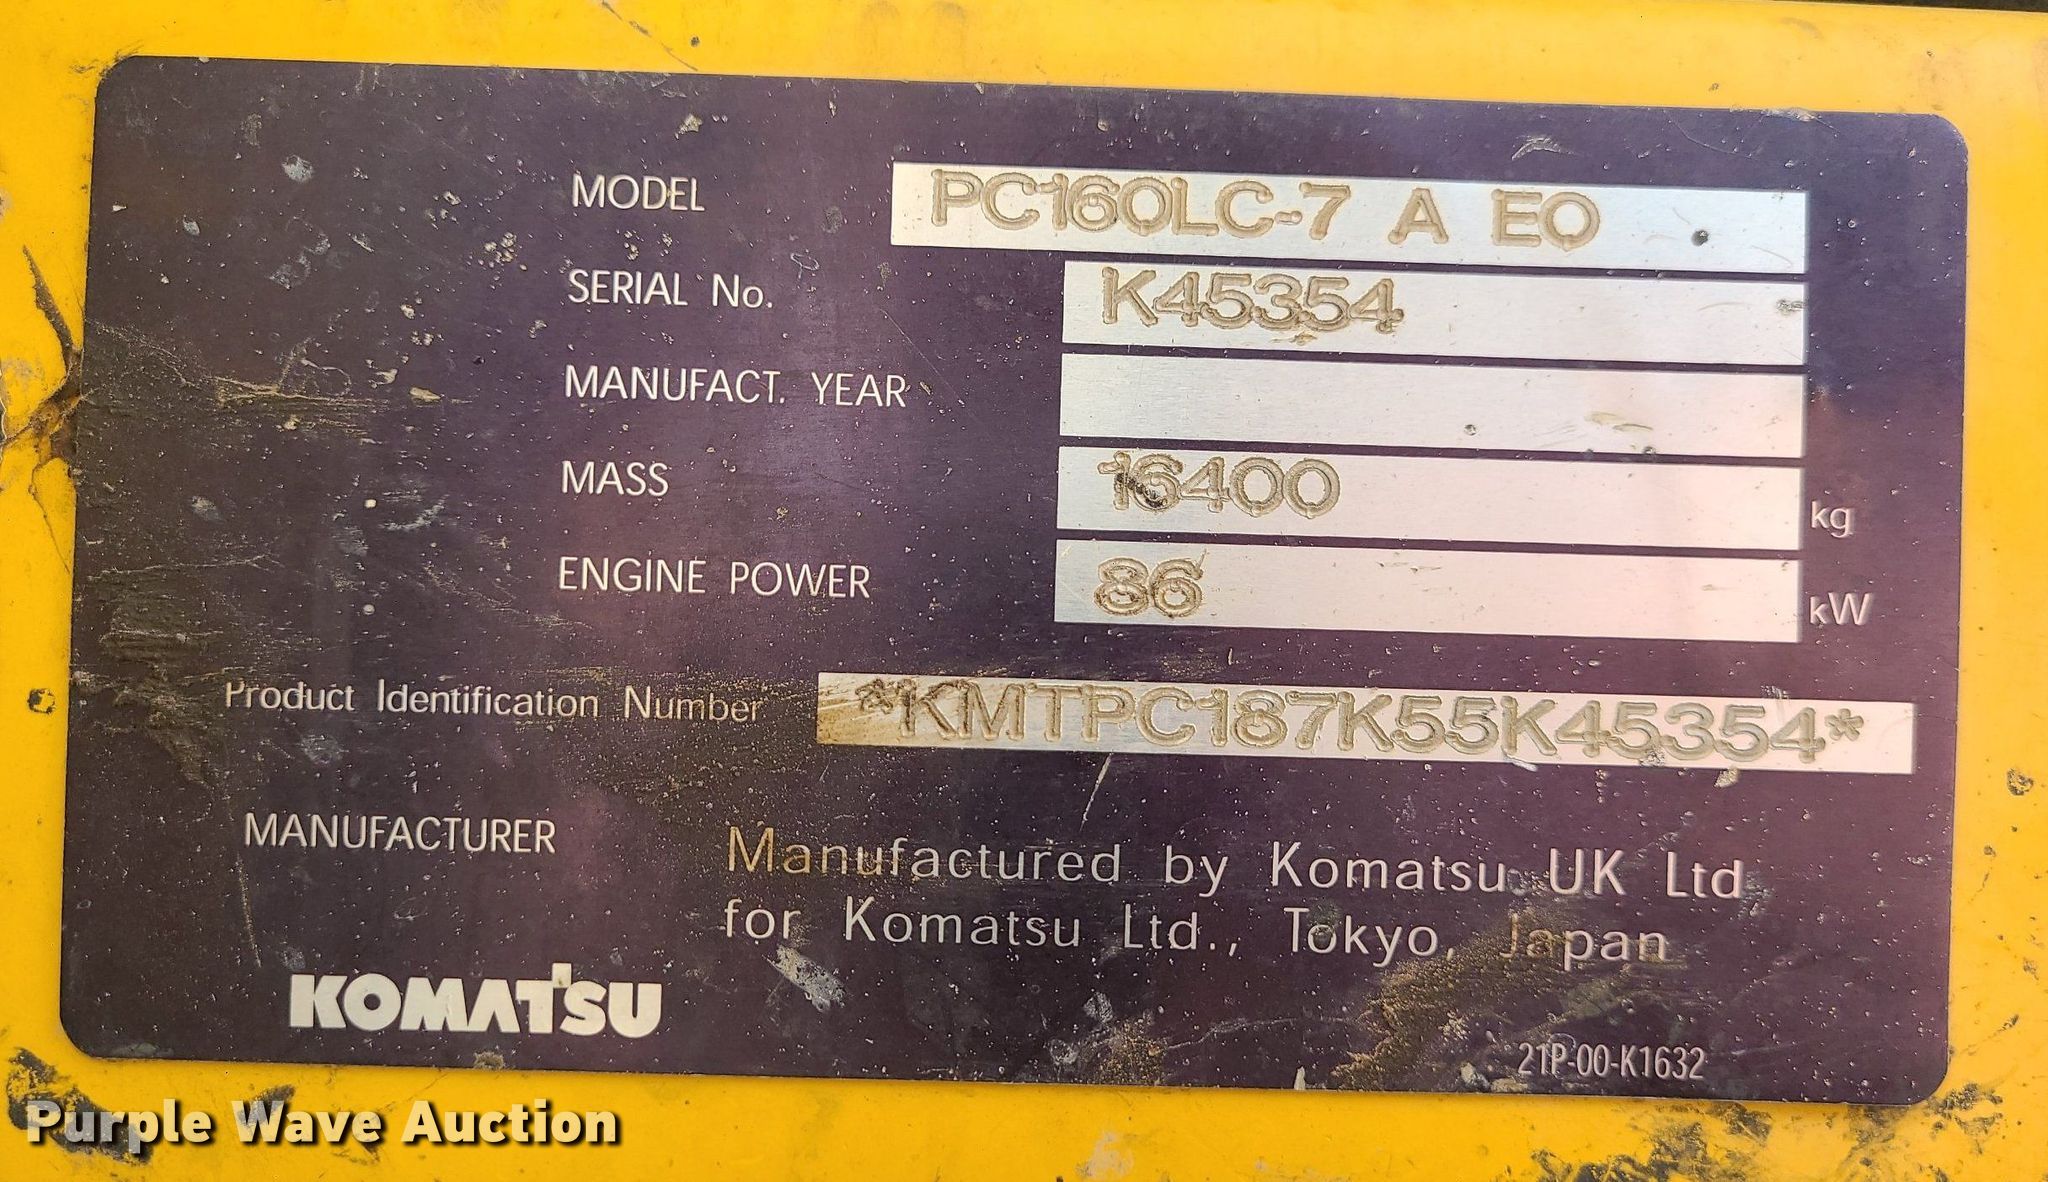 MODEL PC160LC-7 A EO
SERIAL No. K45354
MANUFACT. YEAR
MASS 16400 kg
ENGINE POWER 86 kW
Product Identification Number *KMTPC187K55K45354*
MANUFACTURER Manufactured by Komatsu UK Ltd
for Komatsu Ltd., Tokyo, Japan
KOMATSU
21P-00-K1632
Purple Wave Auction